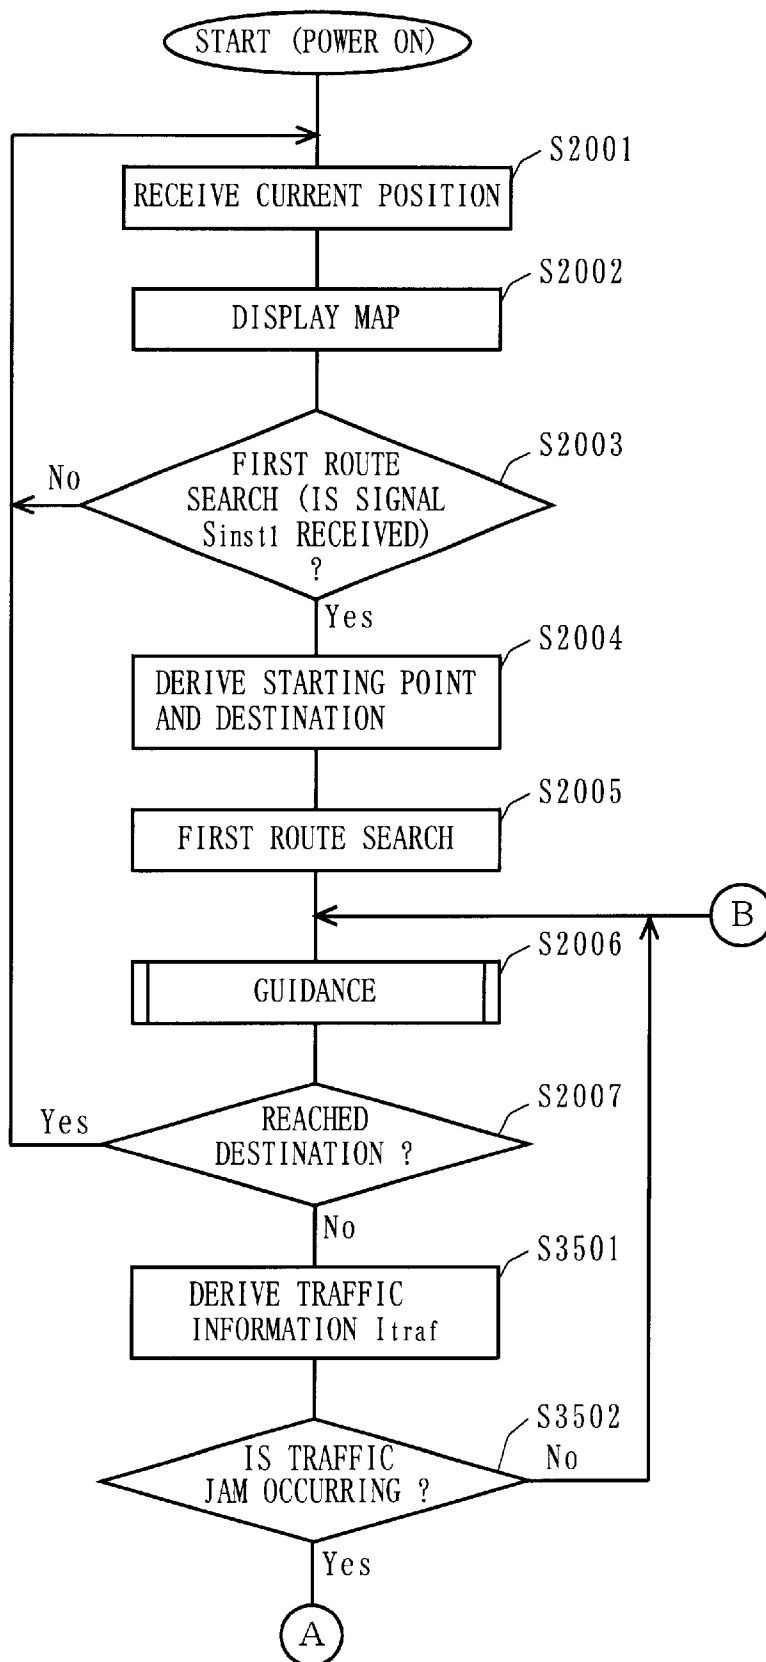 START (POWER ON)
S2001
RECEIVE CURRENT POSITION
S2002
DISPLAY MAP
S2003
FIRST ROUTE
SEARCH (IS SIGNAL
Sinst1 RECEIVED)
?
No
Yes
S2004
DERIVE STARTING POINT
AND DESTINATION
S2005
FIRST ROUTE SEARCH
B
S2006
GUIDANCE
S2007
REACHED
DESTINATION ?
Yes
No
S3501
DERIVE TRAFFIC
INFORMATION Itraf
S3502
IS TRAFFIC
JAM OCCURRING ?
No
Yes
A